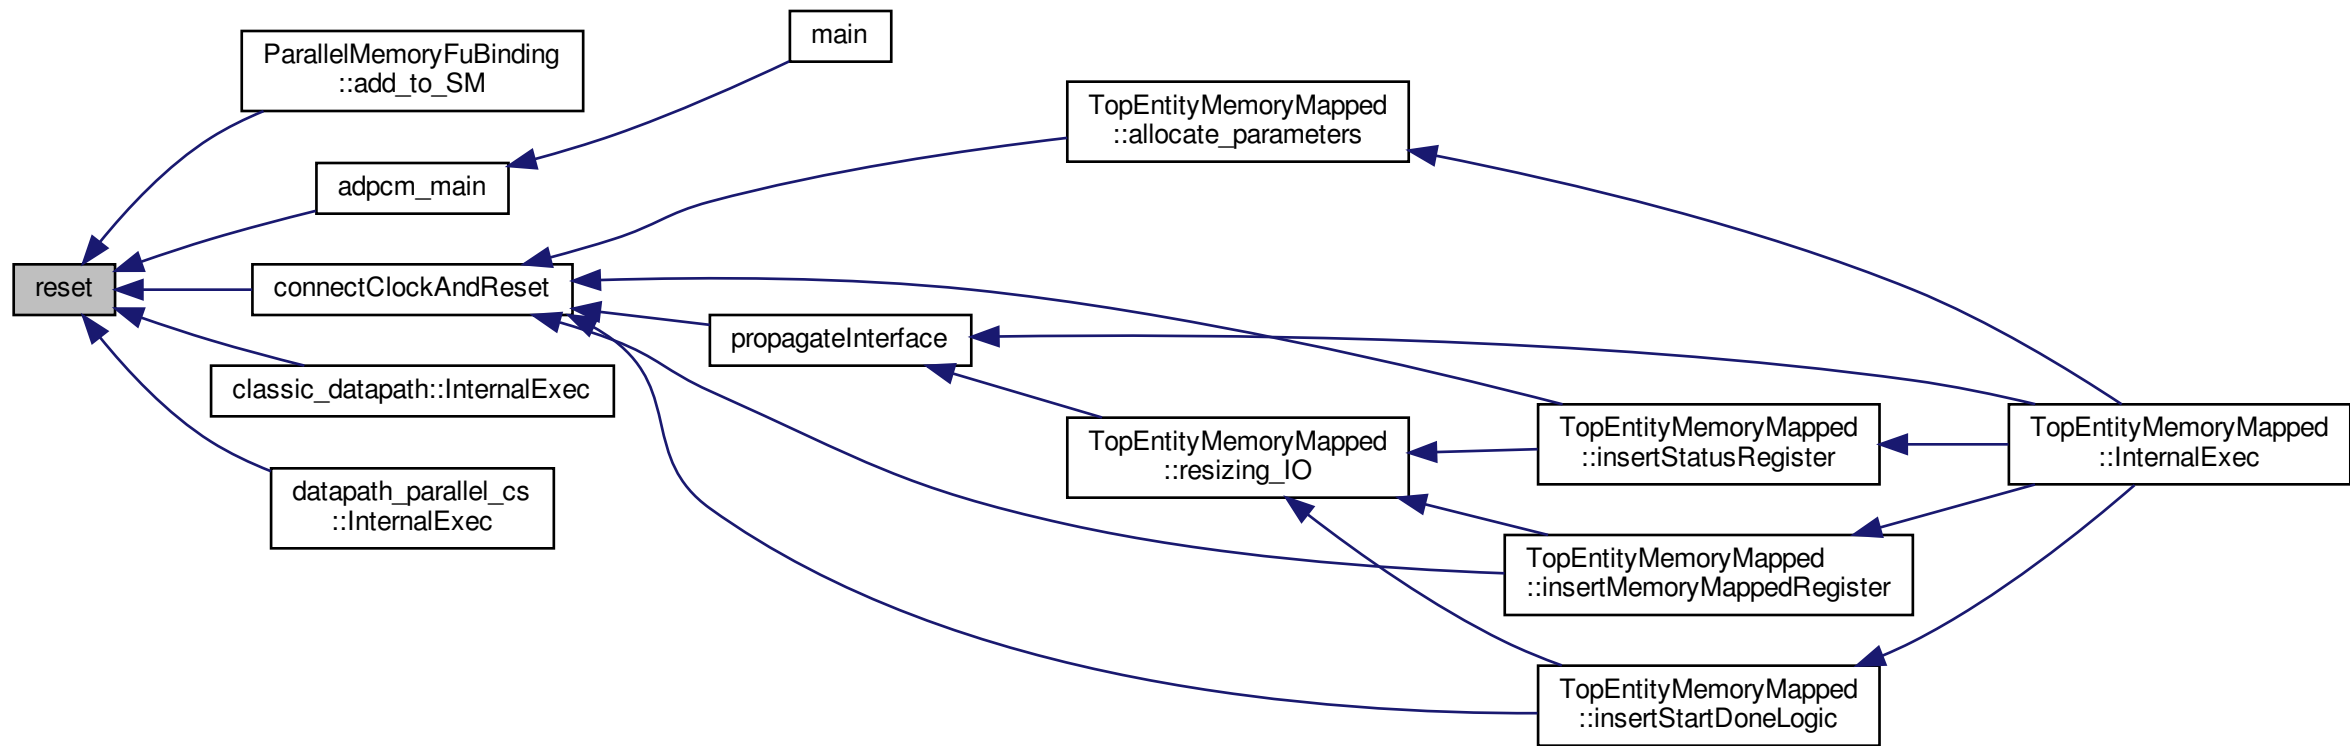 main
ParallelMemoryFuBinding
::add_to_SM
TopEntityMemoryMapped
::allocate_parameters
adpcm_main
reset
connectClockAndReset
propagateInterface
classic_datapath::InternalExec
TopEntityMemoryMapped
::resizing_IO
TopEntityMemoryMapped
::insertStatusRegister
TopEntityMemoryMapped
::InternalExec
datapath_parallel_cs
::InternalExec
TopEntityMemoryMapped
::insertMemoryMappedRegister
TopEntityMemoryMapped
::insertStartDoneLogic